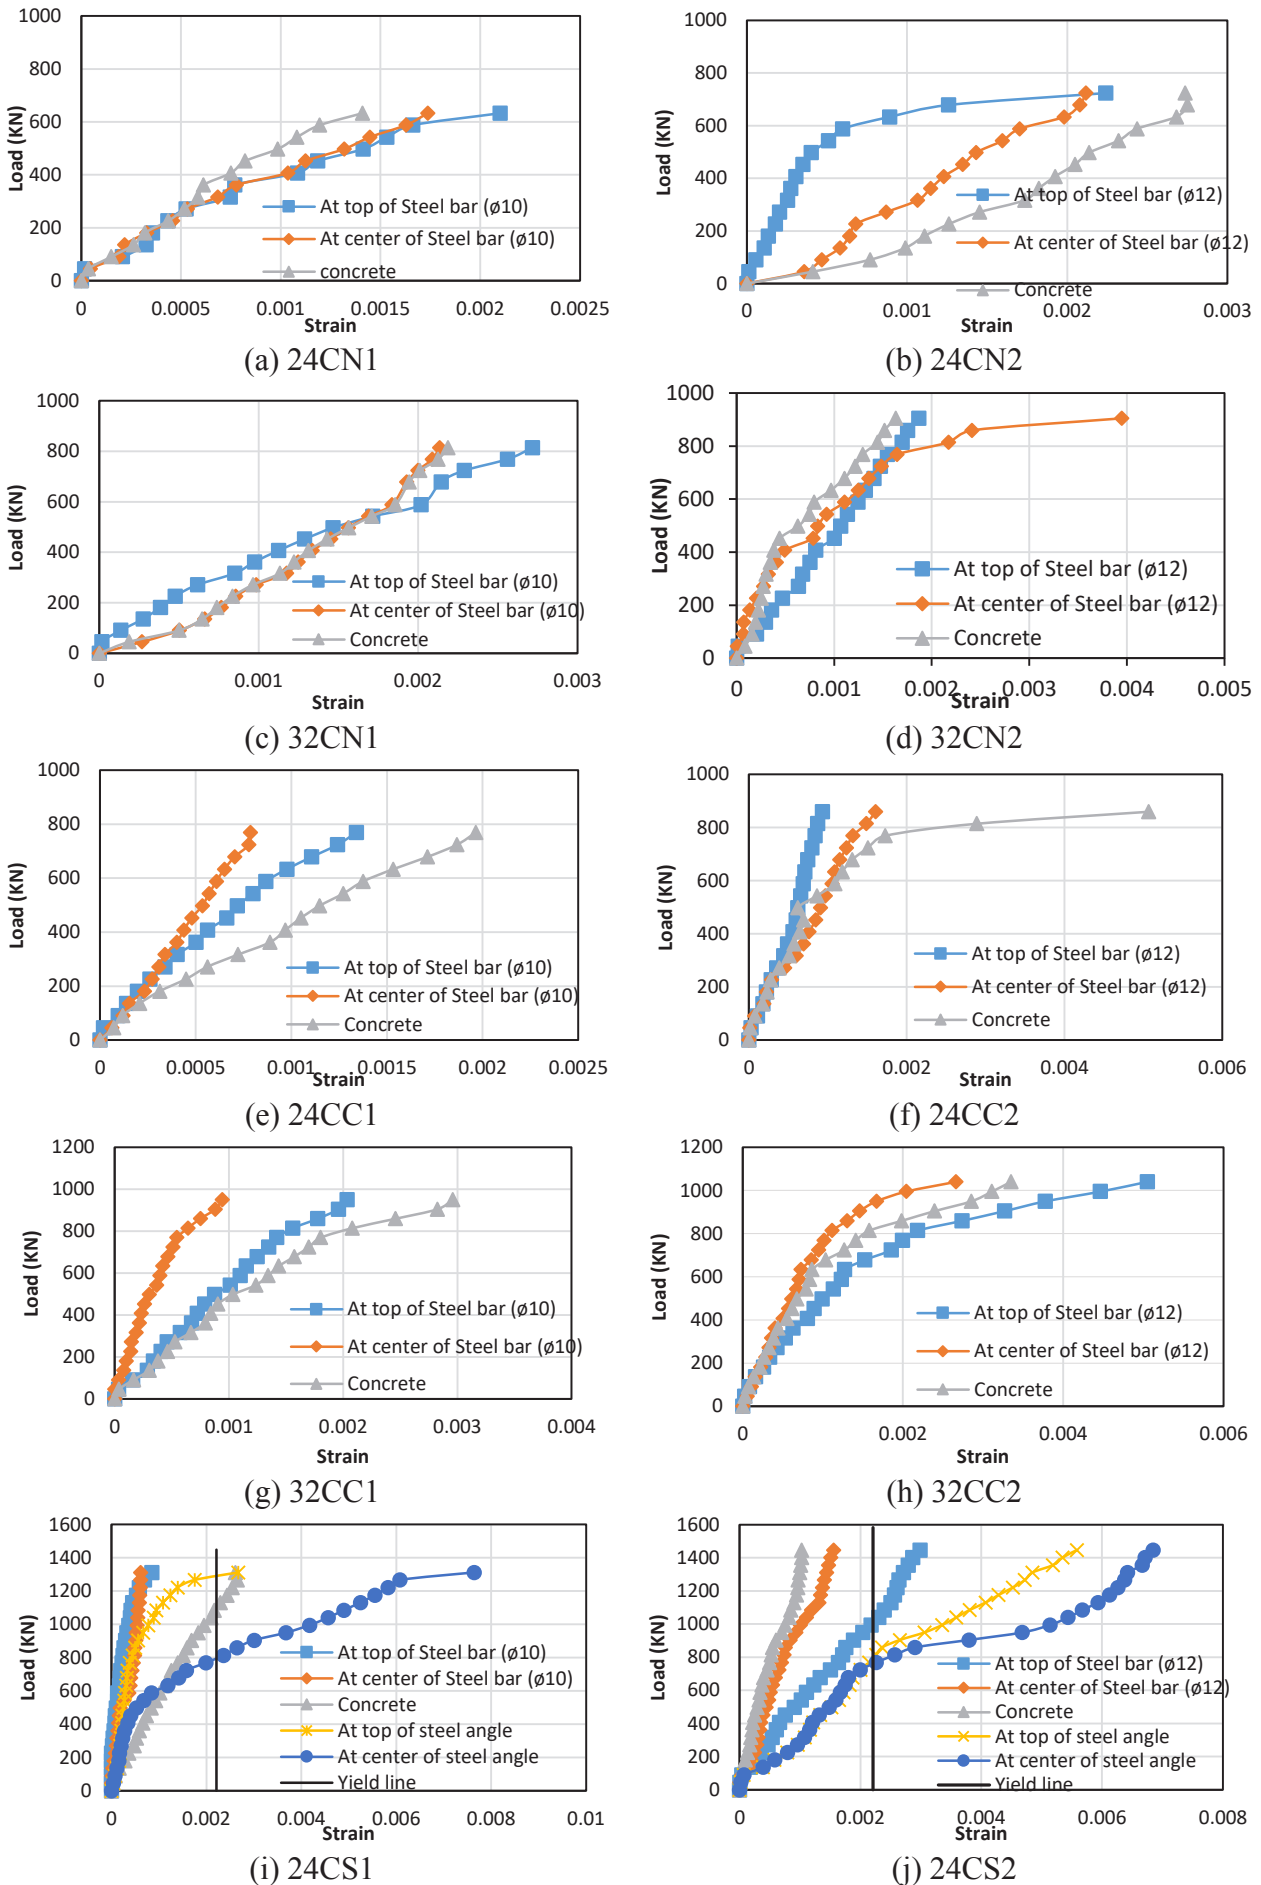 1000
800
600
400
200
0
Load (KN)
0 0.0005 0.001 0.0015 0.002 0.0025
Strain
At top of Steel bar (ø10)
At center of Steel bar (ø10)
concrete
(a) 24CN1
1000
800
600
400
200
0
Load (KN)
0 0.001 0.002 0.003
Strain
At top of Steel bar (ø12)
At center of Steel bar (ø12)
Concrete
(b) 24CN2
1000
800
600
400
200
0
Load (KN)
0 0.001 0.002 0.003
Strain
At top of Steel bar (ø10)
At center of Steel bar (ø10)
Concrete
(c) 32CN1
1000
800
600
400
200
0
Load (KN)
0 0.001 0.002 0.003 0.004 0.005
Strain
At top of Steel bar (ø12)
At center of Steel bar (ø12)
Concrete
(d) 32CN2
1000
800
600
400
200
0
Load (KN)
0 0.0005 0.001 0.0015 0.002 0.0025
Strain
At top of Steel bar (ø10)
At center of Steel bar (ø10)
Concrete
(e) 24CC1
1000
800
600
400
200
0
Load (KN)
0 0.002 0.004 0.006
Strain
At top of Steel bar (ø12)
At center of Steel bar (ø12)
Concrete
(f) 24CC2
1200
1000
800
600
400
200
0
Load (KN)
0 0.001 0.002 0.003 0.004
Strain
At top of Steel bar (ø10)
At center of Steel bar (ø10)
Concrete
(g) 32CC1
1200
1000
800
600
400
200
0
Load (KN)
0 0.002 0.004 0.006
Strain
At top of Steel bar (ø12)
At center of Steel bar (ø12)
Concrete
(h) 32CC2
1600
1400
1200
1000
800
600
400
200
0
Load (KN)
0 0.002 0.004 0.006 0.008 0.01
Strain
At top of Steel bar (ø10)
At center of Steel bar (ø10)
Concrete
At top of steel angle
At center of steel angle
Yield line
(i) 24CS1
1600
1400
1200
1000
800
600
400
200
0
Load (KN)
0 0.002 0.004 0.006 0.008
Strain
At top of Steel bar (ø12)
At center of Steel bar (ø12)
Concrete
At top of steel angle
At center of steel angle
Yield line
(j) 24CS2